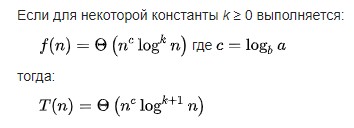 Если для некоторой константы k ≥ 0 выполняется:
f(n) = Θ (n^c log^k n) где c = log_b a
тогда:
T(n) = Θ (n^c log^{k+1} n)